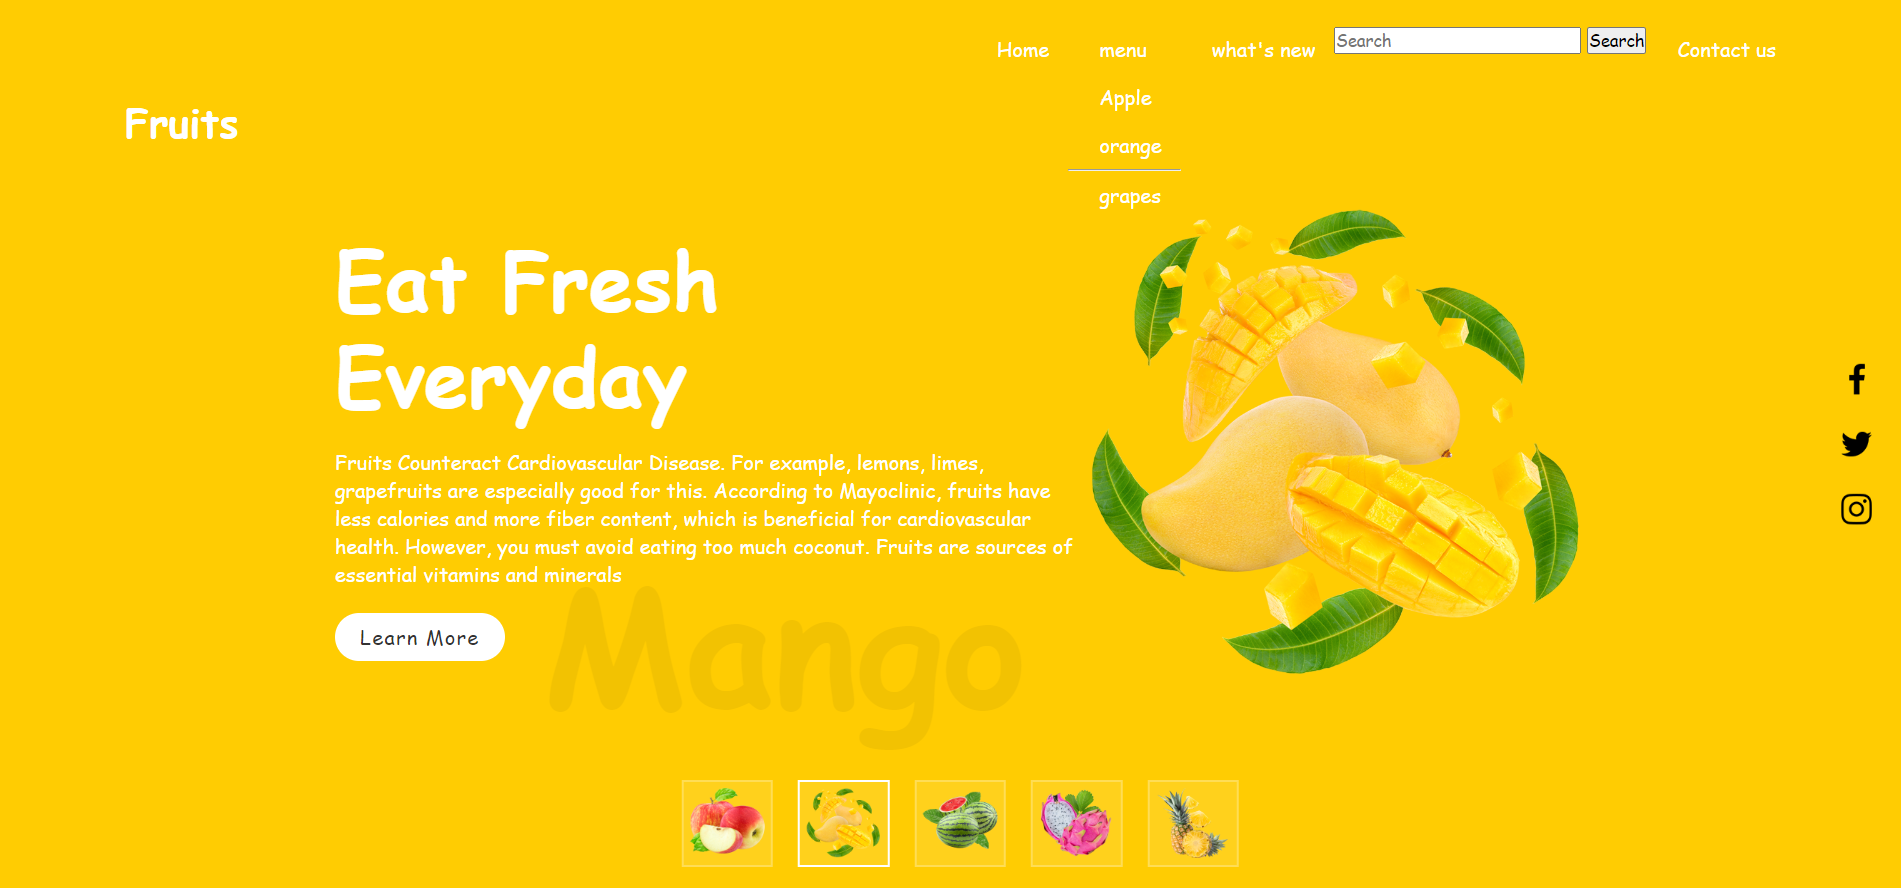 Home menu what's new Search Search Contact us
Apple
Fruits
orange
grapes
Eat Fresh
Everyday
Fruits Counteract Cardiovascular Disease. For example, lemons, limes,
grapefruits are especially good for this. According to Mayoclinic, fruits have
less calories and more fiber content, which is beneficial for cardiovascular
health. However, you must avoid eating too much coconut. Fruits are sources of
essential vitamins and minerals
Learn More
Mango